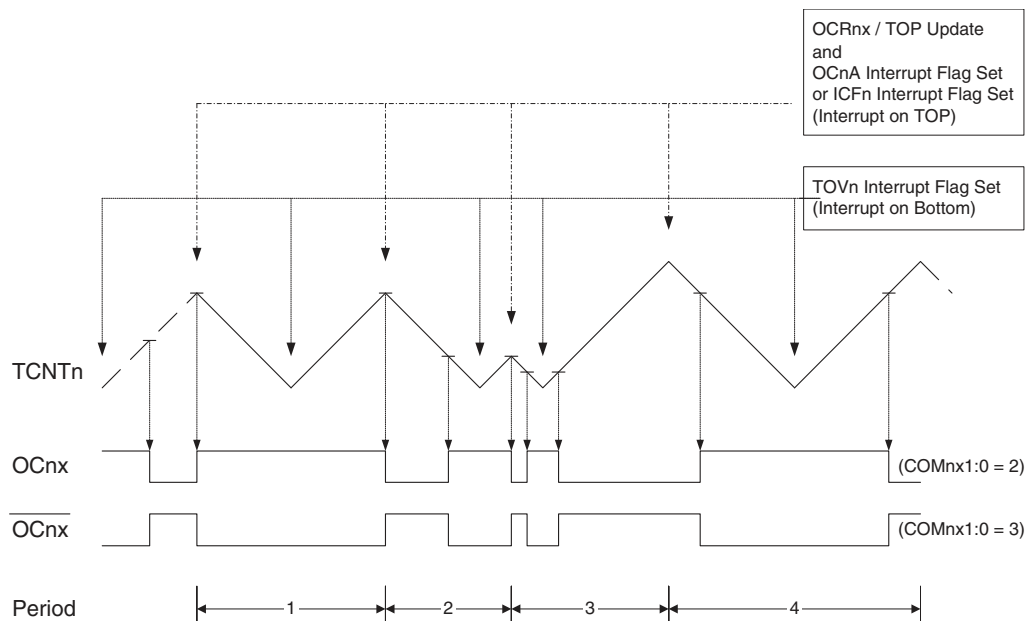 OCRnx / TOP Update
and
OCnA Interrupt Flag Set
or ICFn Interrupt Flag Set
(Interrupt on TOP)
TOVn Interrupt Flag Set
(Interrupt on Bottom)
TCNTn
OCnx
(COMnx1:0 = 2)
OCnx
(COMnx1:0 = 3)
Period
1
2
3
4